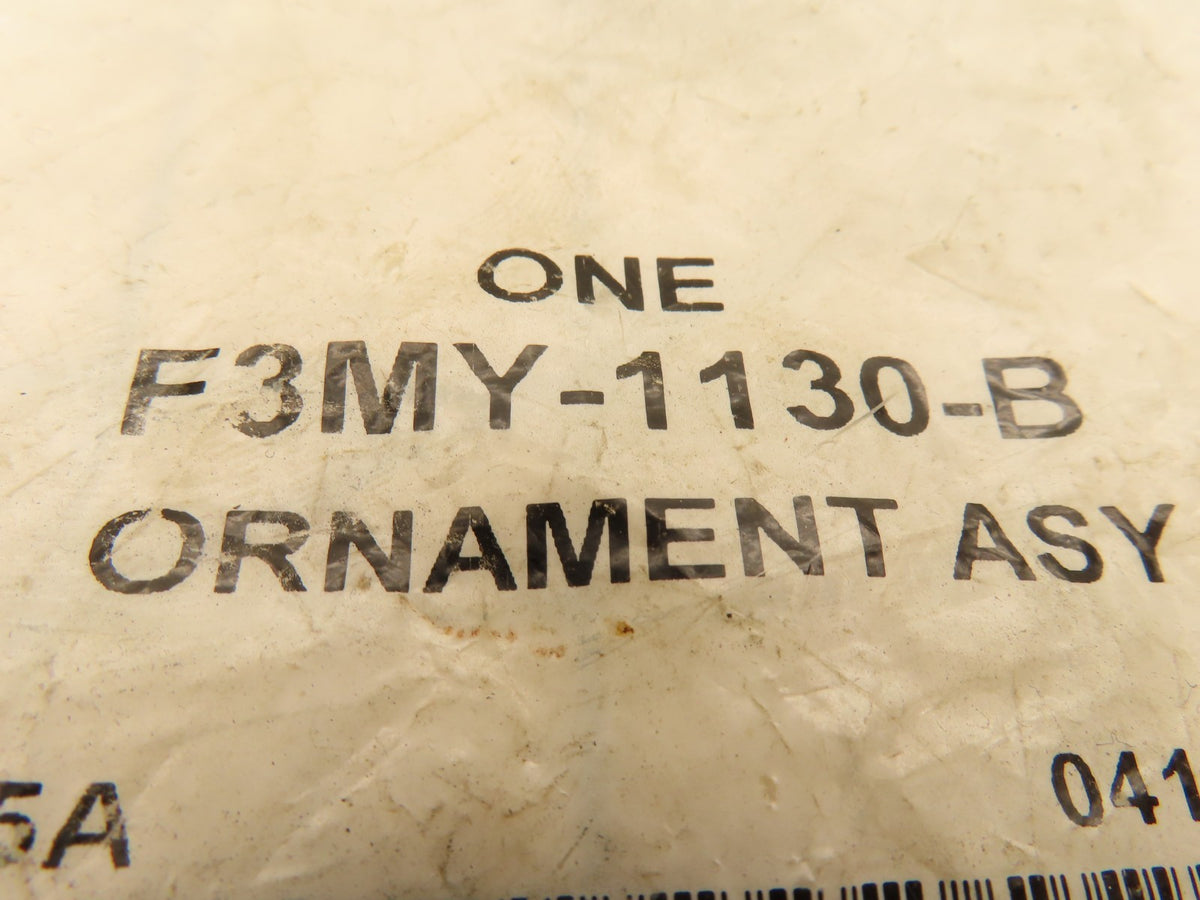 ONE
F3MY-1130-B
ORNAMENT ASY
5A 041